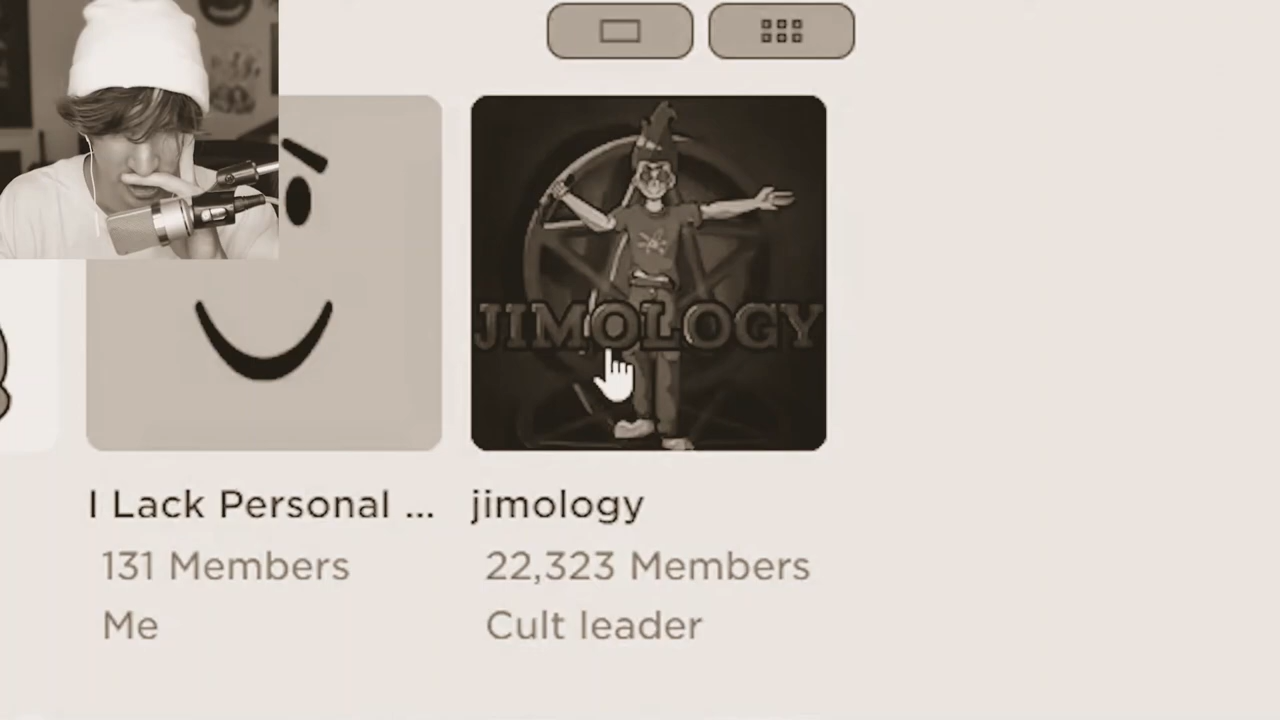 JIMOLOGY
I Lack Personal ...
jimology
131 Members
22,323 Members
Me
Cult leader